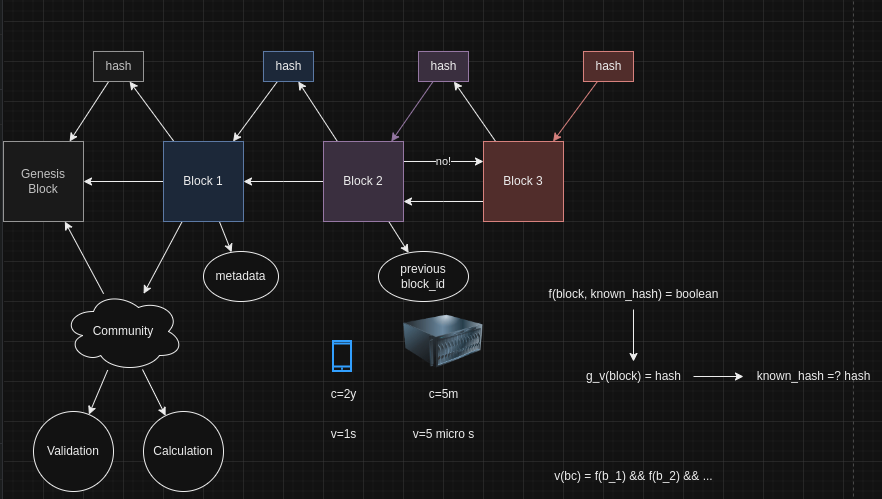 hash
hash
hash
hash
Genesis
Block
Block 1
Block 2
no!
Block 3
metadata
previous
block_id
Community
Validation
Calculation
c=2y
v=1s
c=5m
v=5 micro s
f(block, known_hash) = boolean
g_v(block) = hash
known_hash =? hash
v(bc) = f(b_1) && f(b_2) && ...